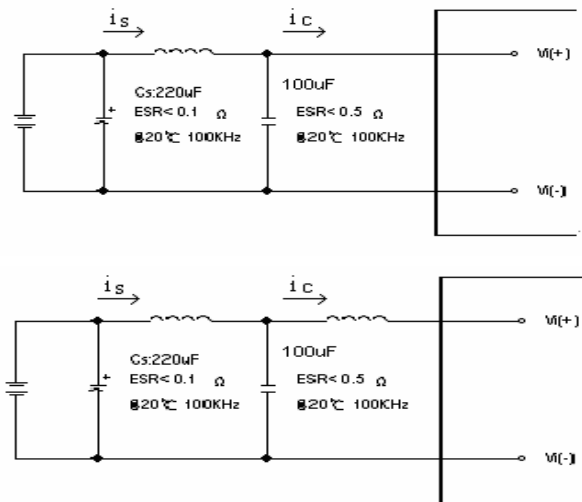 is ic
Vi(+)
Cs:220uF 100uF
ESR<0.1 Ω ESR<0.5 Ω
@20℃ 100KHz @20℃ 100KHz
Vi(-)
is ic
Vi(+)
Cs:220uF 100uF
ESR<0.1 Ω ESR<0.5 Ω
@20℃ 100KHz @20℃ 100KHz
Vi(-)